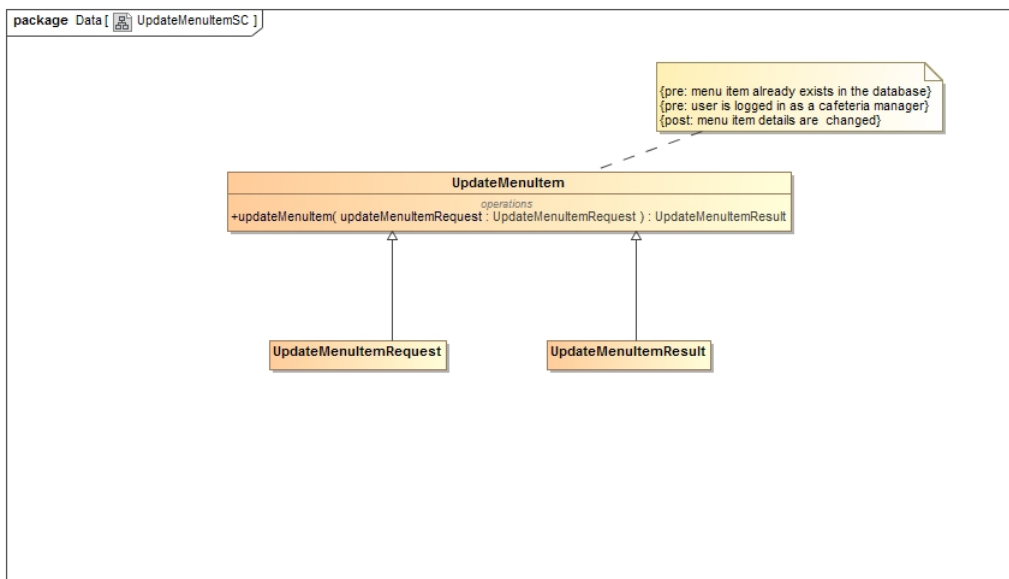 package Data [ UpdateMenuItemSC ]
{pre: menu item already exists in the database}
{pre: user is logged in as a cafeteria manager}
{post: menu item details are  changed}
UpdateMenuItem
operations
+updateMenuItem( updateMenuItemRequest : UpdateMenuItemRequest ) : UpdateMenuItemResult
UpdateMenuItemRequest
UpdateMenuItemResult